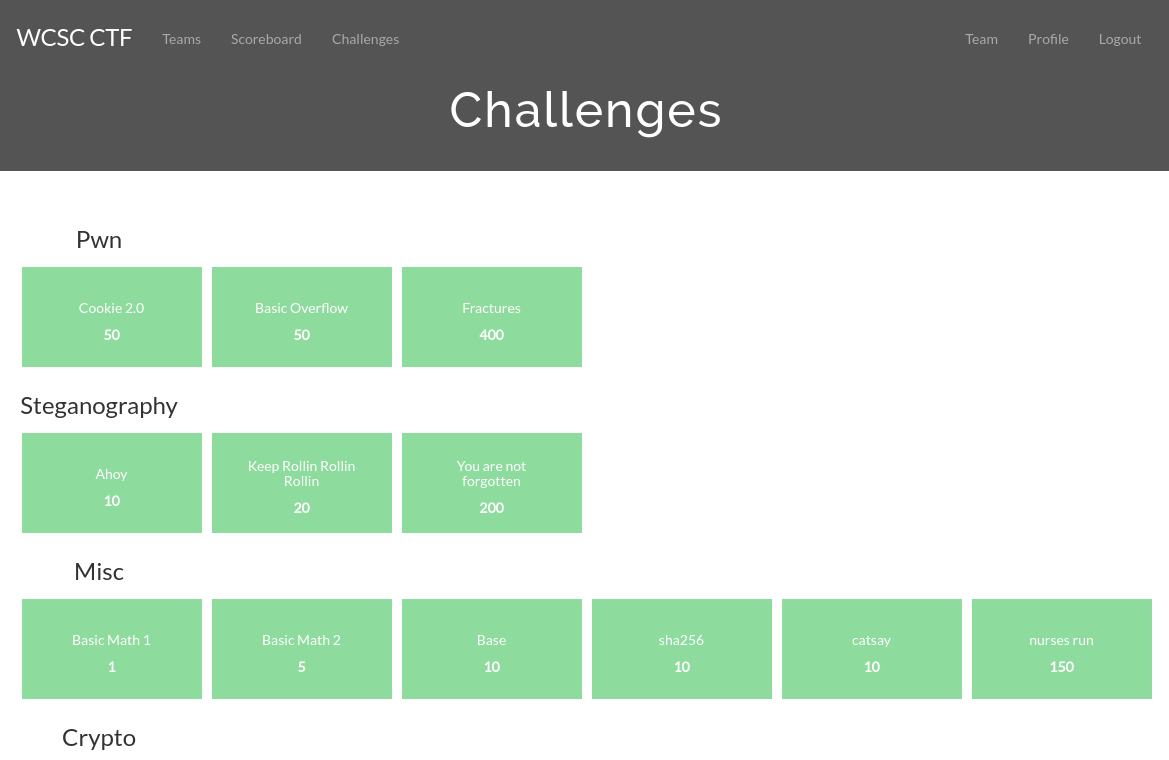 WCSC CTF Teams Scoreboard Challenges Team Profile Logout
Challenges
Pwn
Cookie 2.0
50
Basic Overflow
50
Fractures
400
Steganography
Ahoy
10
Keep Rollin Rollin
Rollin
20
You are not
forgotten
200
Misc
Basic Math 1
1
Basic Math 2
5
Base
10
sha256
10
catsay
10
nurses run
150
Crypto